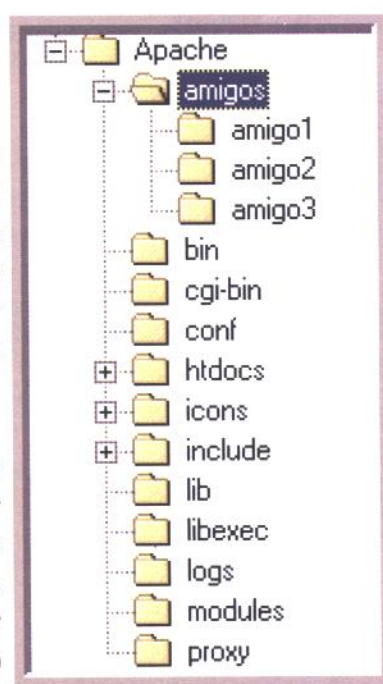 Apache
amigos
amigo1
amigo2
amigo3
bin
cgi-bin
conf
htdocs
icons
include
lib
libexec
logs
modules
proxy